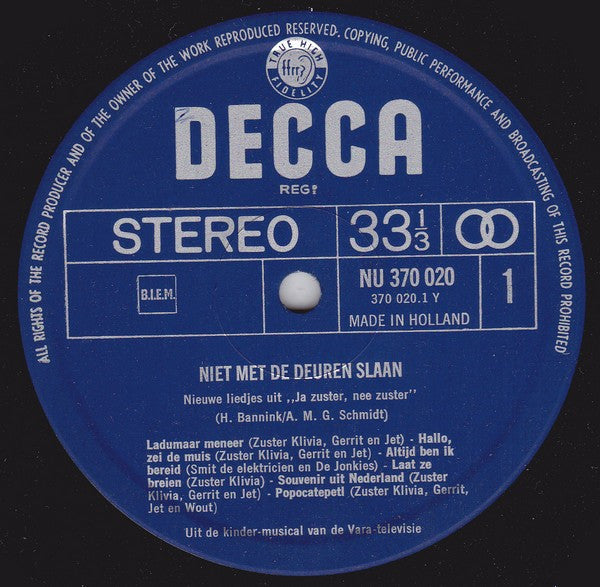 ALL RIGHTS OF THE RECORD PRODUCER AND OF THE OWNER OF THE WORK REPRODUCED RESERVED. COPYING, PUBLIC PERFORMANCE AND BROADCASTING OF THIS RECORD PROHIBITED
TRUE HIGH
ffrr
FIDELITY
DECCA
REGD
STEREO
33 1/3
B.I.E.M.
NU 370 020
370 020.1 Y
MADE IN HOLLAND
1
NIET MET DE DEUREN SLAAN
Nieuwe liedjes uit ,,Ja zuster, nee zuster"
(H. Bannink/A. M. G. Schmidt)
Ladumaar meneer (Zuster Klivia, Gerrit en Jet) - Hallo,
zei de muis (Zuster Klivia, Gerrit en Jet) - Altijd ben ik
bereid (Smit de elektricien en De Jonkies) - Laat ze
breien (Zuster Klivia) - Souvenir uit Nederland (Zuster
Klivia, Gerrit en Jet) - Popocatepetl (Zuster Klivia, Gerrit,
Jet en Wout)
Uit de kinder-musical van de Vara-televisie